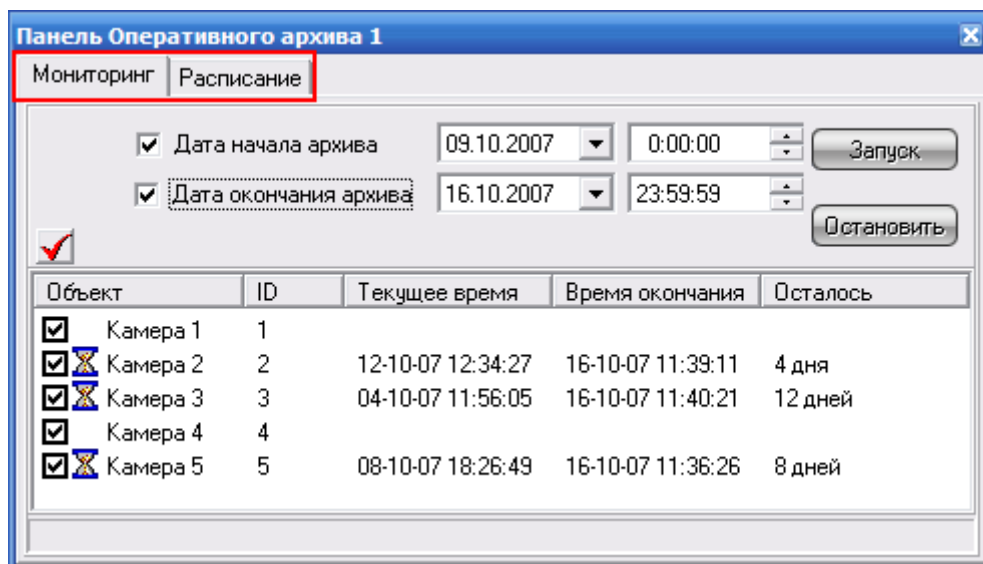 Панель Оперативного архива 1
Мониторинг Расписание
Дата начала архива 09.10.2007 0:00:00 Запуск
Дата окончания архива 16.10.2007 23:59:59
Остановить
Объект ID Текущее время Время окончания Осталось
Камера 1 1
Камера 2 2 12-10-07 12:34:27 16-10-07 11:39:11 4 дня
Камера 3 3 04-10-07 11:56:05 16-10-07 11:40:21 12 дней
Камера 4 4
Камера 5 5 08-10-07 18:26:49 16-10-07 11:36:26 8 дней